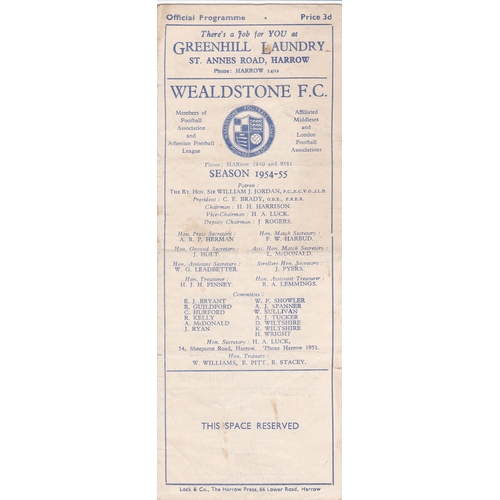 Official Programme • Price 3d
There's a Job for YOU at
GREENHILL LAUNDRY
ST. ANNES ROAD, HARROW
Phone: HARROW
WEALDSTONE F.C.
Members of
Football
Association
and
Athenian Football
League
Affiliated
Middlesex
and
London
Football
Associations
Phone: HARrow
SEASON 1954-55
Patron:
THE RT. HON. SIR WILLIAM J. JORDAN, P.C., K.C.V.O., LL.D.
President: C. E. BRADY, O.B.E.,
Chairman: H. H. HARRISON.
Vice-Chairman: H. A. LUCK.
Deputy Chairman: J. ROGERS.
Hon. Press Secretary:
A. R. P. HERMAN
Hon. Match Secretary:
F. W. HARBUD.
Hon. Ground Secretary:
J. HOLT.
Asst. Hon. Match Secretary:
L. McDONALD.
Hon. Assistant Secretary:
W. G. LEADBETTER.
Strollers Hon. Secretary:
J. PYERS.
Hon. Treasurer:
H. J. H. FINNEY.
Hon. Assistant Treasurer:
R. A. LEMMINGS.
Committee:
E. J. BRYANT
R. GUILDFORD
C. HURFORD
R. KELLY
A. McDONALD
J. RYAN
W. F. SHOWLER
A. J. SPANNER
W. SULLIVAN
A. J. TUCKER
D. WILTSHIRE
K. WILTSHIRE
H. WRIGHT
Hon. Secretary: H. A. LUCK,
54, Sheepcote Road, Harrow. 'Phone Harrow 1951.
Hon. Trainers:
W. WILLIAMS, E. PITT, R. STACEY.
THIS SPACE RESERVED
Lock & Co., The Harrow Press, 66 Lower Road, Harrow